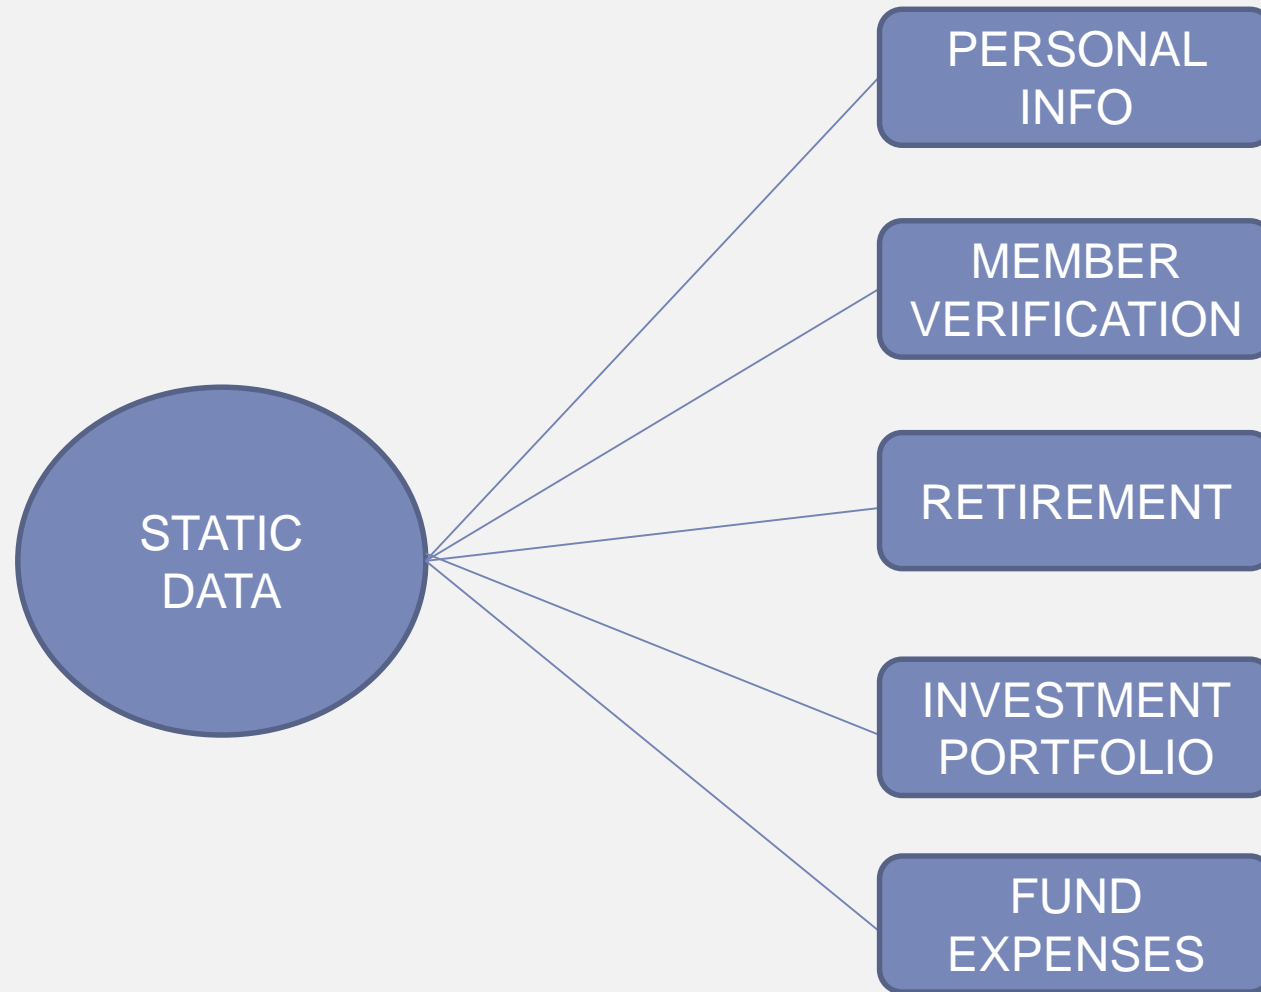 PERSONAL
INFO
MEMBER
VERIFICATION
RETIREMENT
STATIC
DATA
INVESTMENT
PORTFOLIO
FUND
EXPENSES